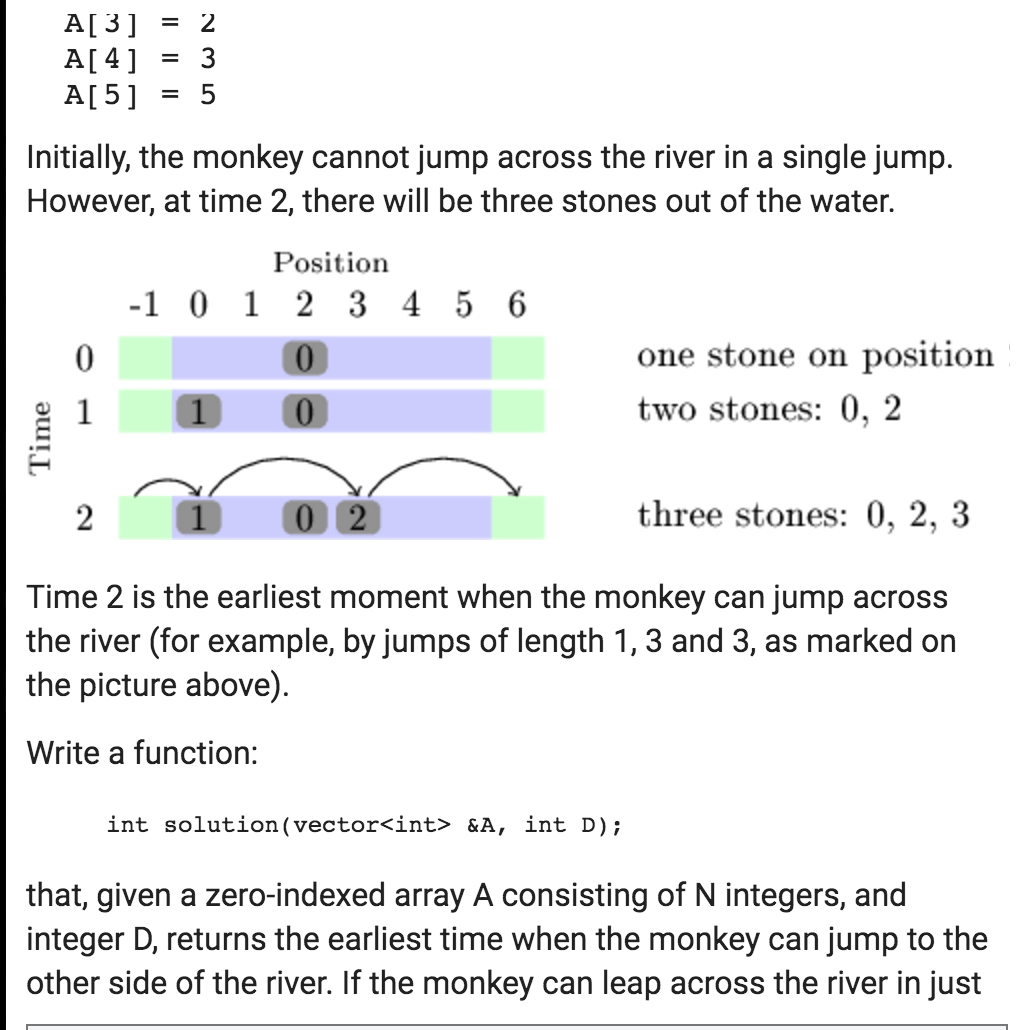 A[3] = 2
A[4] = 3
A[5] = 5
Initially, the monkey cannot jump across the river in a single jump.
However, at time 2, there will be three stones out of the water.
Position
-1 0 1 2 3 4 5 6
0 0 one stone on position
Time
1 1 0 two stones: 0, 2
2 1 0 2 three stones: 0, 2, 3
Time 2 is the earliest moment when the monkey can jump across
the river (for example, by jumps of length 1, 3 and 3, as marked on
the picture above).
Write a function:
int solution(vector<int> &A, int D);
that, given a zero-indexed array A consisting of N integers, and
integer D, returns the earliest time when the monkey can jump to the
other side of the river. If the monkey can leap across the river in just